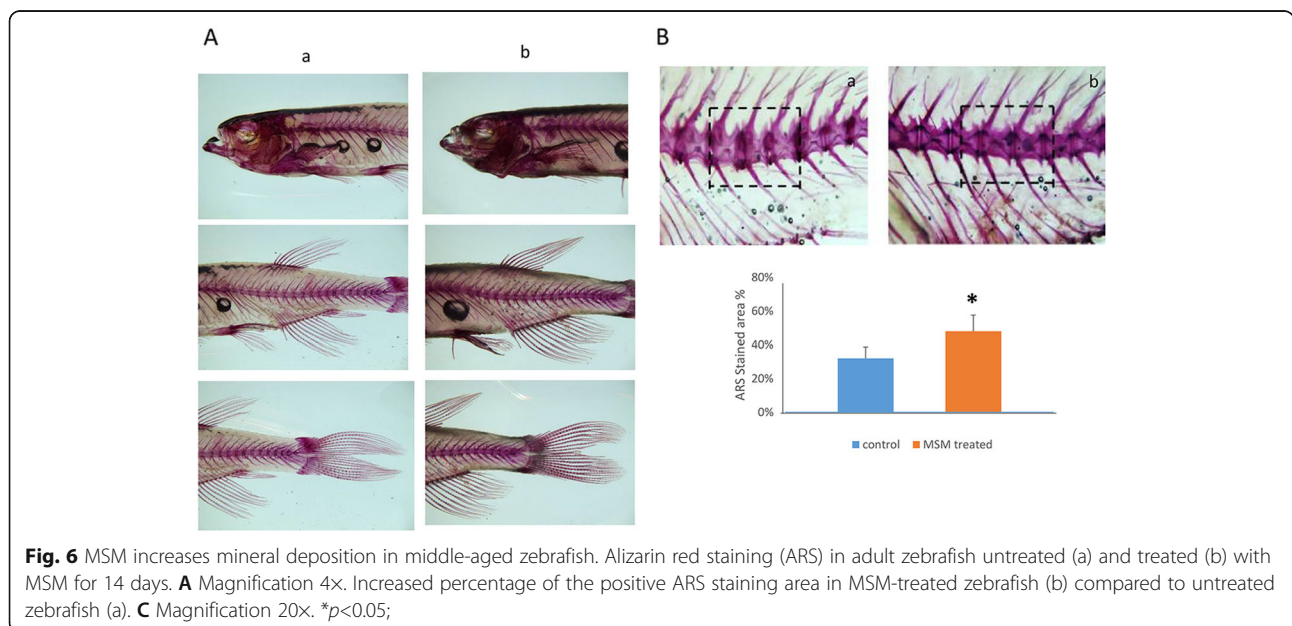 A
a
b
B
a
b
80%
60%
40%
20%
0%
ARS Stained area %
*
control
MSM treated
Fig. 6 MSM increases mineral deposition in middle-aged zebrafish. Alizarin red staining (ARS) in adult zebrafish untreated (a) and treated (b) with
MSM for 14 days. A Magnification 4×. Increased percentage of the positive ARS staining area in MSM-treated zebrafish (b) compared to untreated
zebrafish (a). C Magnification 20×. *p<0.05;